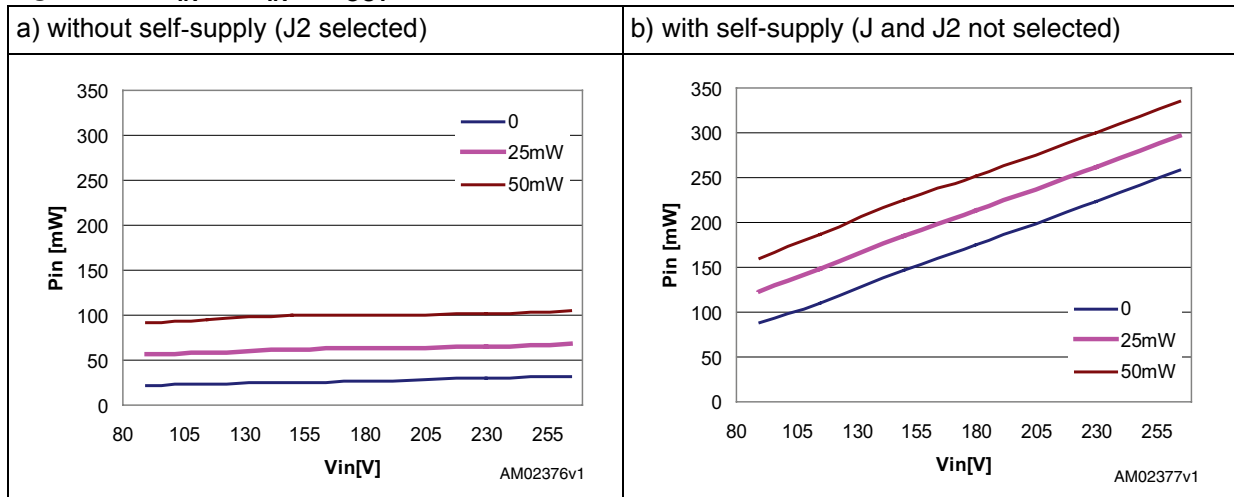 a) without self-supply (J2 selected)
350
300
250
200
150
100
50
0
Pin [mW]
0
25mW
50mW
80 105 130 155 180 205 230 255
Vin[V]
AM02376v1
b) with self-supply (J and J2 not selected)
350
300
250
200
150
100
50
0
Pin [mW]
0
25mW
50mW
80 105 130 155 180 205 230 255
Vin[V]
AM02377v1